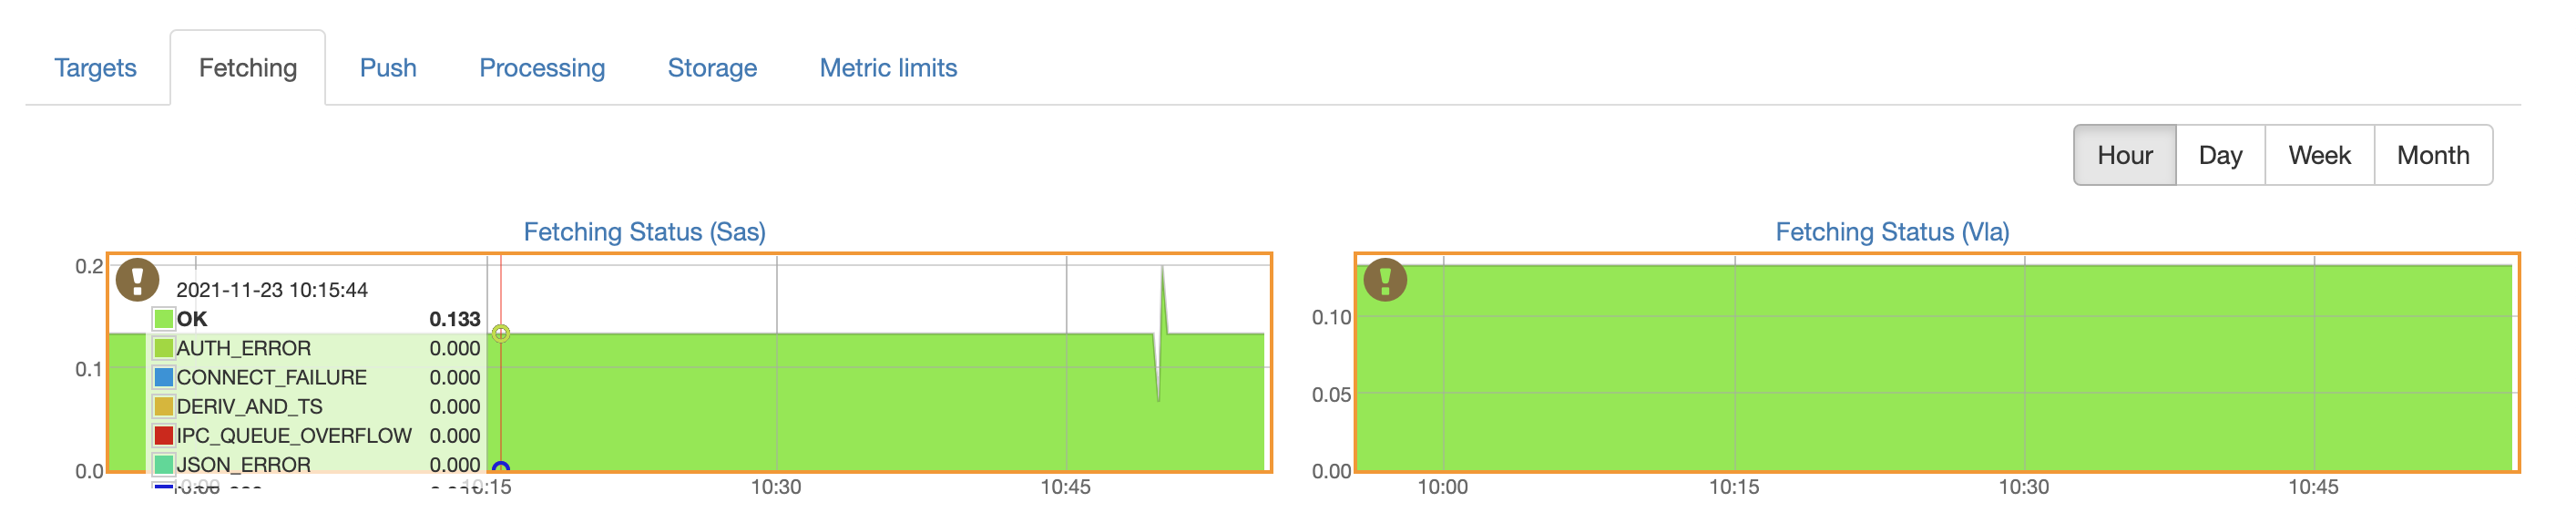 Targets Fetching Push Processing Storage Metric limits
Hour Day Week Month
Fetching Status (Sas)
0.2
0.1
0.0
2021-11-23 10:15:44
OK 0.133
AUTH_ERROR 0.000
CONNECT_FAILURE 0.000
DERIV_AND_TS 0.000
IPC_QUEUE_OVERFLOW 0.000
JSON_ERROR 0.000
10:00 10:15 10:30 10:45
Fetching Status (Vla)
0.10
0.05
0.00
10:00 10:15 10:30 10:45